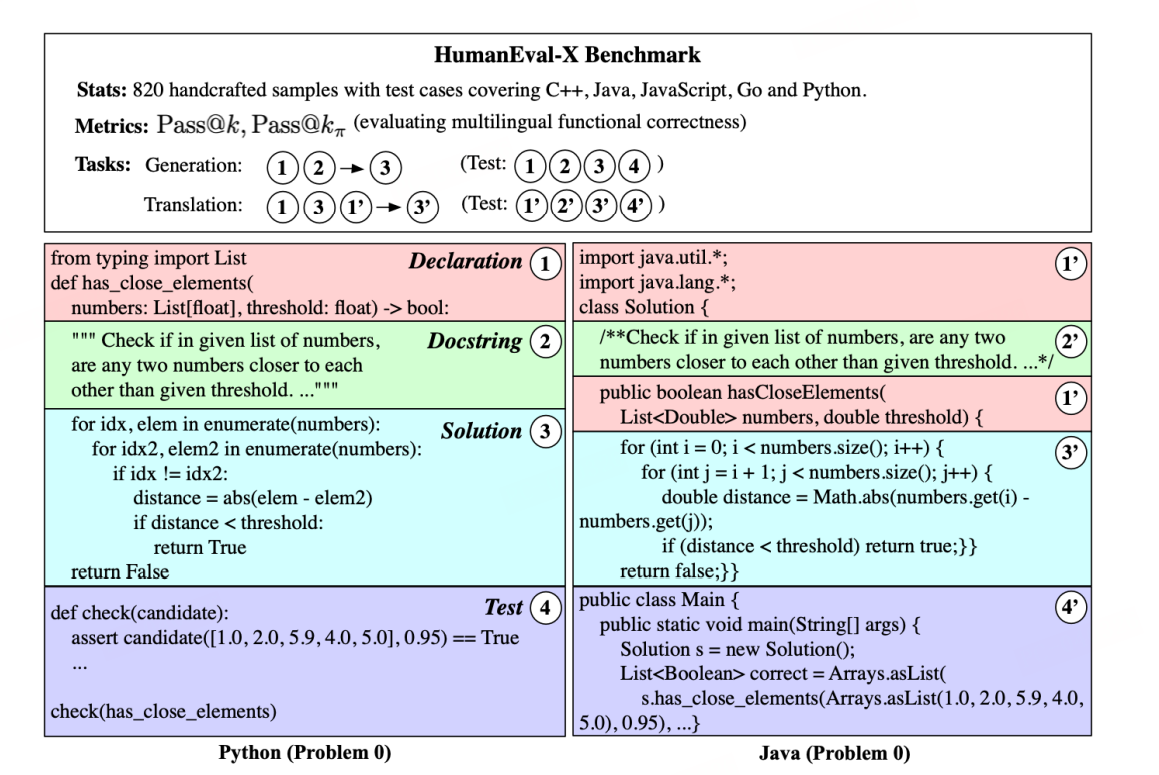 HumanEval-X Benchmark
Stats: 820 handcrafted samples with test cases covering C++, Java, JavaScript, Go and Python.
Metrics: Pass@k, Pass@kπ (evaluating multilingual functional correctness)
Tasks: Generation: 1 2 → 3 (Test: 1 2 3 4 )
Translation: 1 3 1’ → 3’ (Test: 1’ 2’ 3’ 4’ )
from typing import List Declaration 1
def has_close_elements(
numbers: List[float], threshold: float) -> bool:
""" Check if in given list of numbers, Docstring 2
are any two numbers closer to each
other than given threshold. ..."""
for idx, elem in enumerate(numbers): Solution 3
for idx2, elem2 in enumerate(numbers):
if idx != idx2:
distance = abs(elem - elem2)
if distance < threshold:
return True
return False
def check(candidate): Test 4
assert candidate([1.0, 2.0, 5.9, 4.0, 5.0], 0.95) == True
...
check(has_close_elements)
Python (Problem 0)
import java.util.*; 1’
import java.lang.*;
class Solution {
/**Check if in given list of numbers, are any two 2’
numbers closer to each other than given threshold. ...*/
public boolean hasCloseElements( 1’
List<Double> numbers, double threshold) {
for (int i = 0; i < numbers.size(); i++) { 3’
for (int j = i + 1; j < numbers.size(); j++) {
double distance = Math.abs(numbers.get(i) -
numbers.get(j));
if (distance < threshold) return true;}}
return false;}}
public class Main { 4’
public static void main(String[] args) {
Solution s = new Solution();
List<Boolean> correct = Arrays.asList(
s.has_close_elements(Arrays.asList(1.0, 2.0, 5.9, 4.0,
5.0), 0.95), ...}
Java (Problem 0)